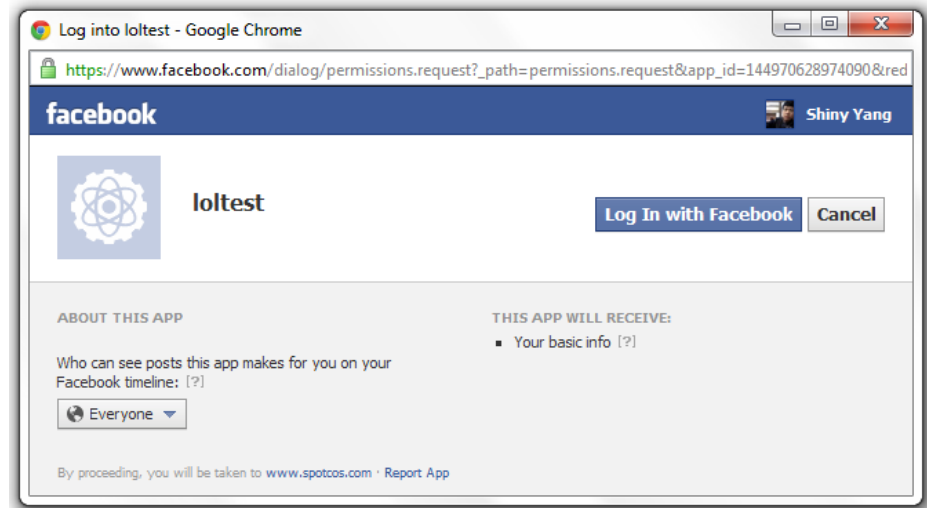 Log into loltest - Google Chrome
https://www.facebook.com/dialog/permissions.request?_path=permissions.request&app_id=144970628974090&red
facebook
Shiny Yang
loltest
Log In with Facebook
Cancel
ABOUT THIS APP
Who can see posts this app makes for you on your
Facebook timeline: [?]
Everyone
THIS APP WILL RECEIVE:
Your basic info [?]
By proceeding, you will be taken to www.spotcos.com · Report App